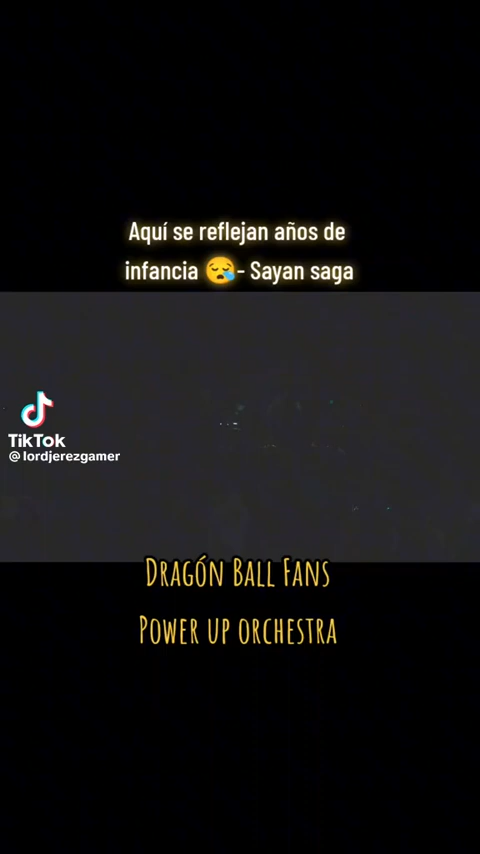 Aquí se reflejan años de
infancia 😪- Sayan saga
TikTok
@lordjerezgamer
Dragón Ball Fans
Power up orchestra